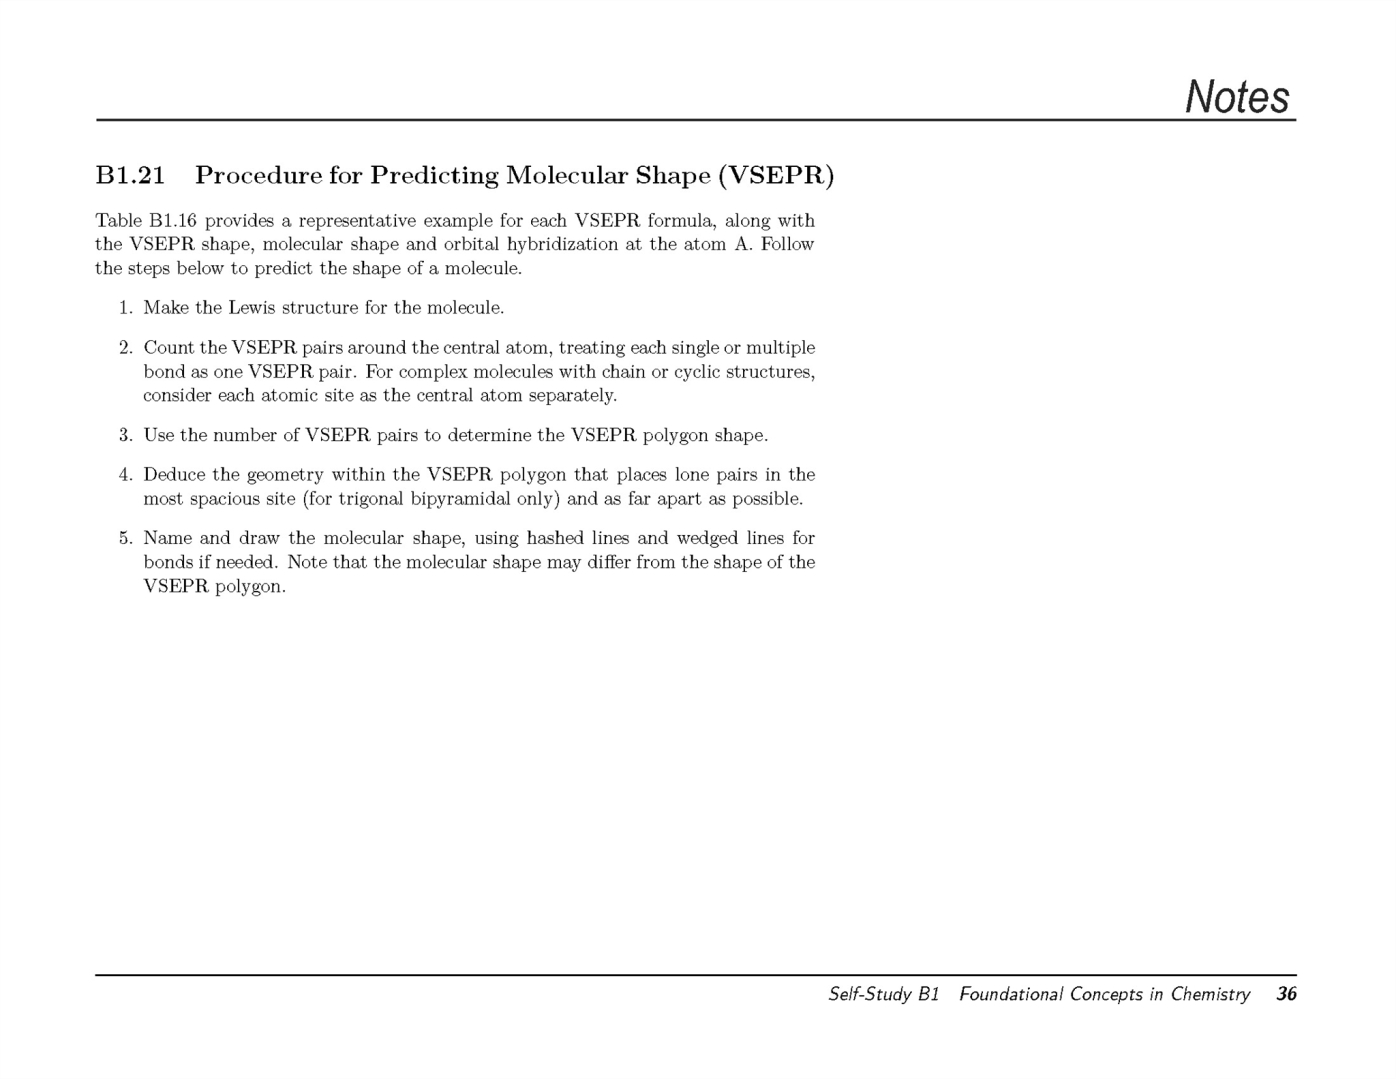 Notes
B1.21 Procedure for Predicting Molecular Shape (VSEPR)
Table B1.16 provides a representative example for each VSEPR formula, along with
the VSEPR shape, molecular shape and orbital hybridization at the atom A. Follow
the steps below to predict the shape of a molecule.
1. Make the Lewis structure for the molecule.
2. Count the VSEPR pairs around the central atom, treating each single or multiple
bond as one VSEPR pair. For complex molecules with chain or cyclic structures,
consider each atomic site as the central atom separately.
3. Use the number of VSEPR pairs to determine the VSEPR polygon shape.
4. Deduce the geometry within the VSEPR polygon that places lone pairs in the
most spacious site (for trigonal bipyramidal only) and as far apart as possible.
5. Name and draw the molecular shape, using hashed lines and wedged lines for
bonds if needed. Note that the molecular shape may differ from the shape of the
VSEPR polygon.
Self-Study B1 Foundational Concepts in Chemistry 36